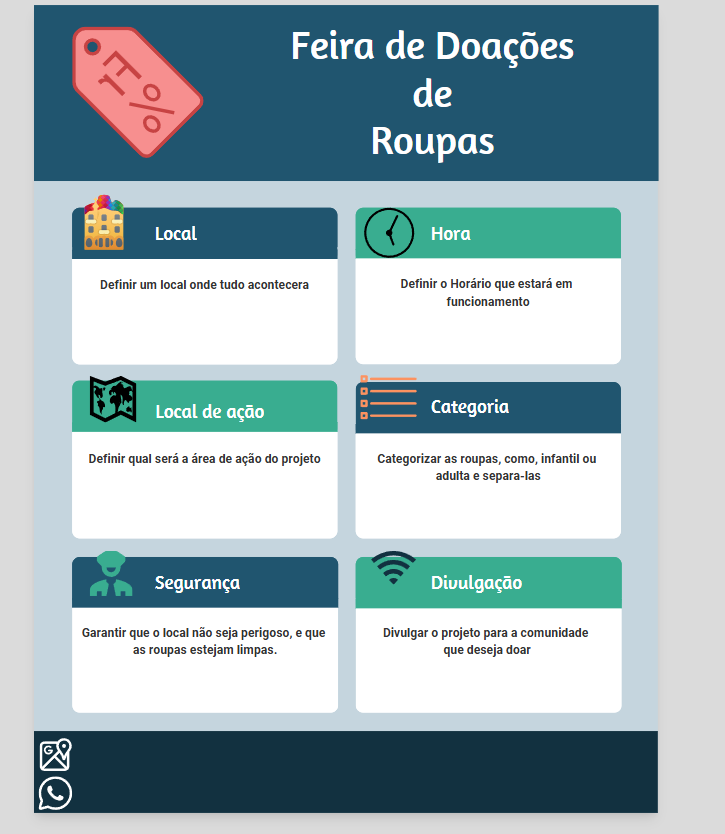 Feira de Doações
de
Roupas
Local
Definir um local onde tudo acontecera
Hora
Definir o Horário que estará em
funcionamento
Local de ação
Definir qual será a área de ação do projeto
Categoria
Categorizar as roupas, como, infantil ou
adulta e separa-las
Segurança
Garantir que o local não seja perigoso, e que
as roupas estejam limpas.
Divulgação
Divulgar o projeto para a comunidade
que deseja doar